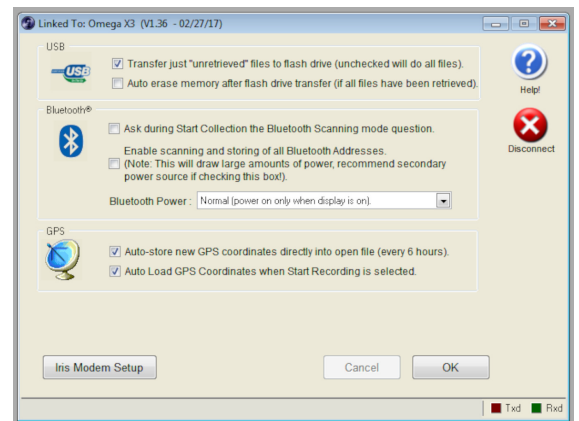 Linked To: Omega X3 (V1.36 - 02/27/17)
USB
USB
Transfer just "unretrieved" files to flash drive (unchecked will do all files).
Auto erase memory after flash drive transfer (if all files have been retrieved).
Help!
Bluetooth®
Ask during Start Collection the Bluetooth Scanning mode question.
Disconnect
Enable scanning and storing of all Bluetooth Addresses.
(Note: This will draw large amounts of power, recommend secondary
power source if checking this box!).
Bluetooth Power : Normal (power on only when display is on).
GPS
Auto-store new GPS coordinates directly into open file (every 6 hours).
Auto Load GPS Coordinates when Start Recording is selected.
Iris Modem Setup
Cancel
OK
Txd
Rxd